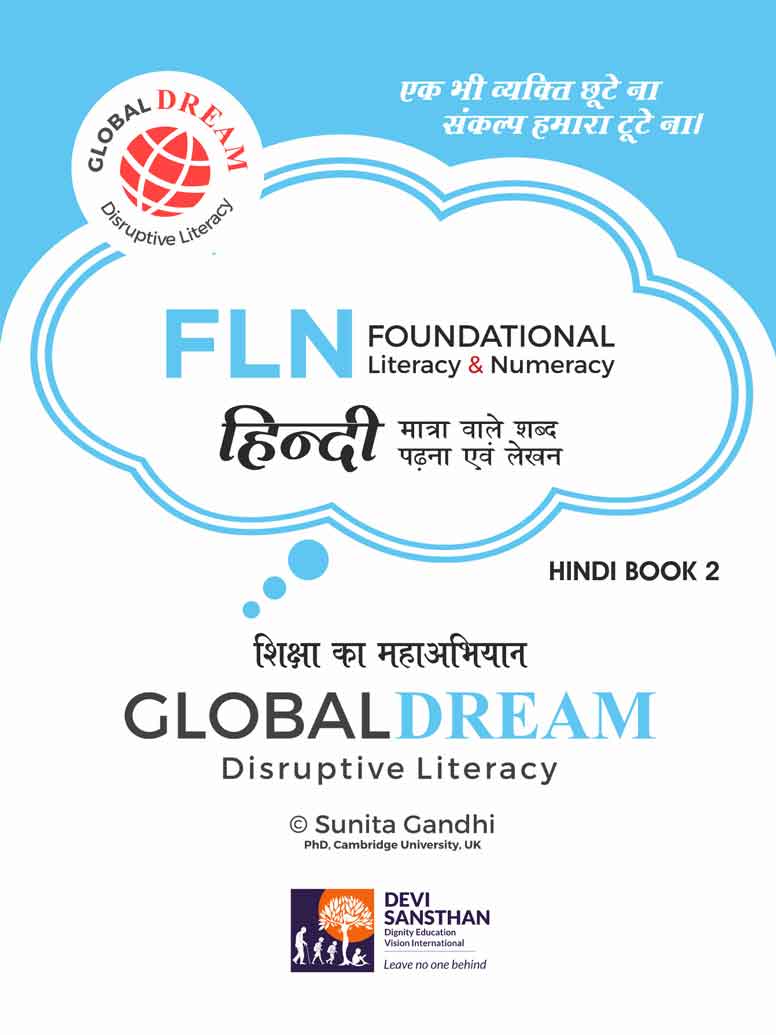 एक भी व्यक्ति छूटे ना
संकल्प हमारा टूटे ना।
GLOBAL DREAM
Disruptive Literacy
FLN FOUNDATIONAL
Literacy & Numeracy
हिन्दी मात्रा वाले शब्द
पढ़ना एवं लेखन
HINDI BOOK 2
शिक्षा का महाअभियान
GLOBALDREAM
Disruptive Literacy
© Sunita Gandhi
PhD, Cambridge University, UK
DEVI
SANSTHAN
Dignity Education
Vision International
Leave no one behind